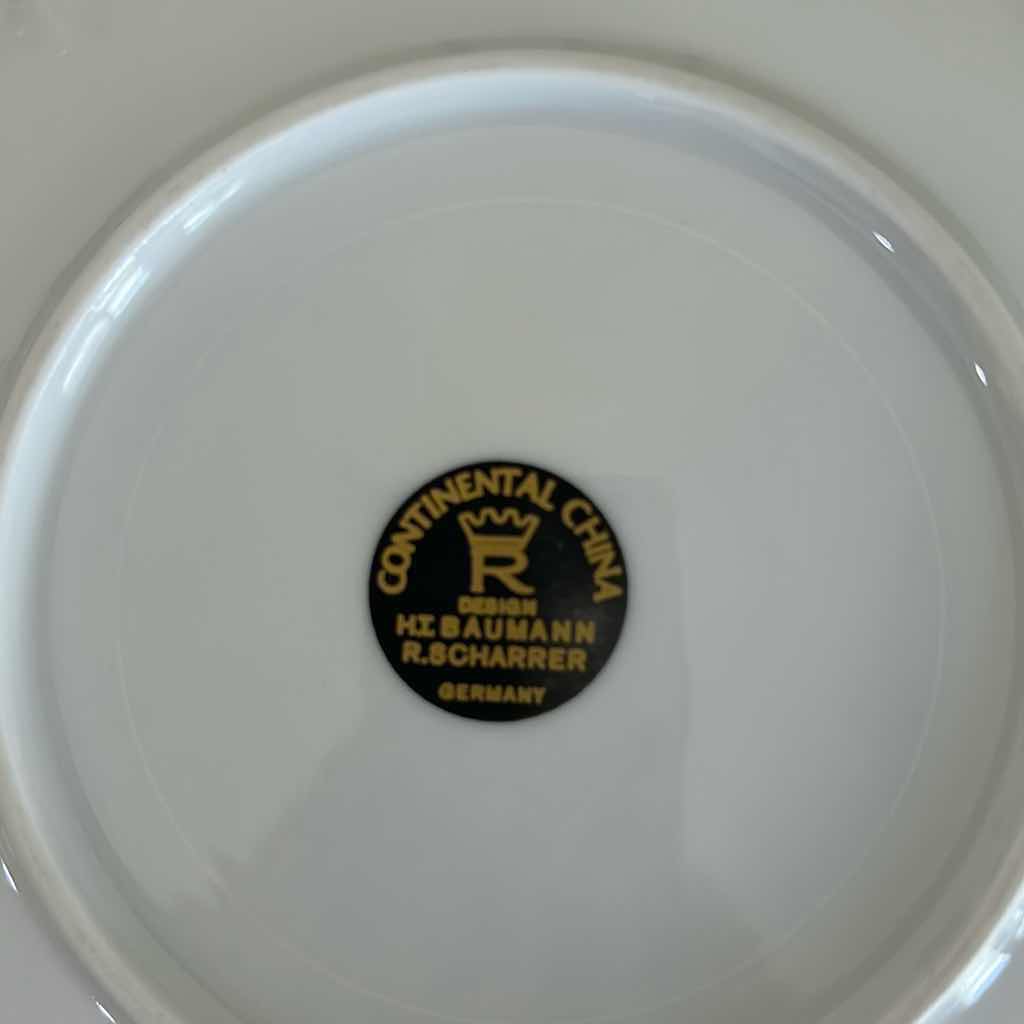 CONTINENTAL CHINA
R
DESIGN
H.T. BAUMANN
R.SCHARRER
GERMANY